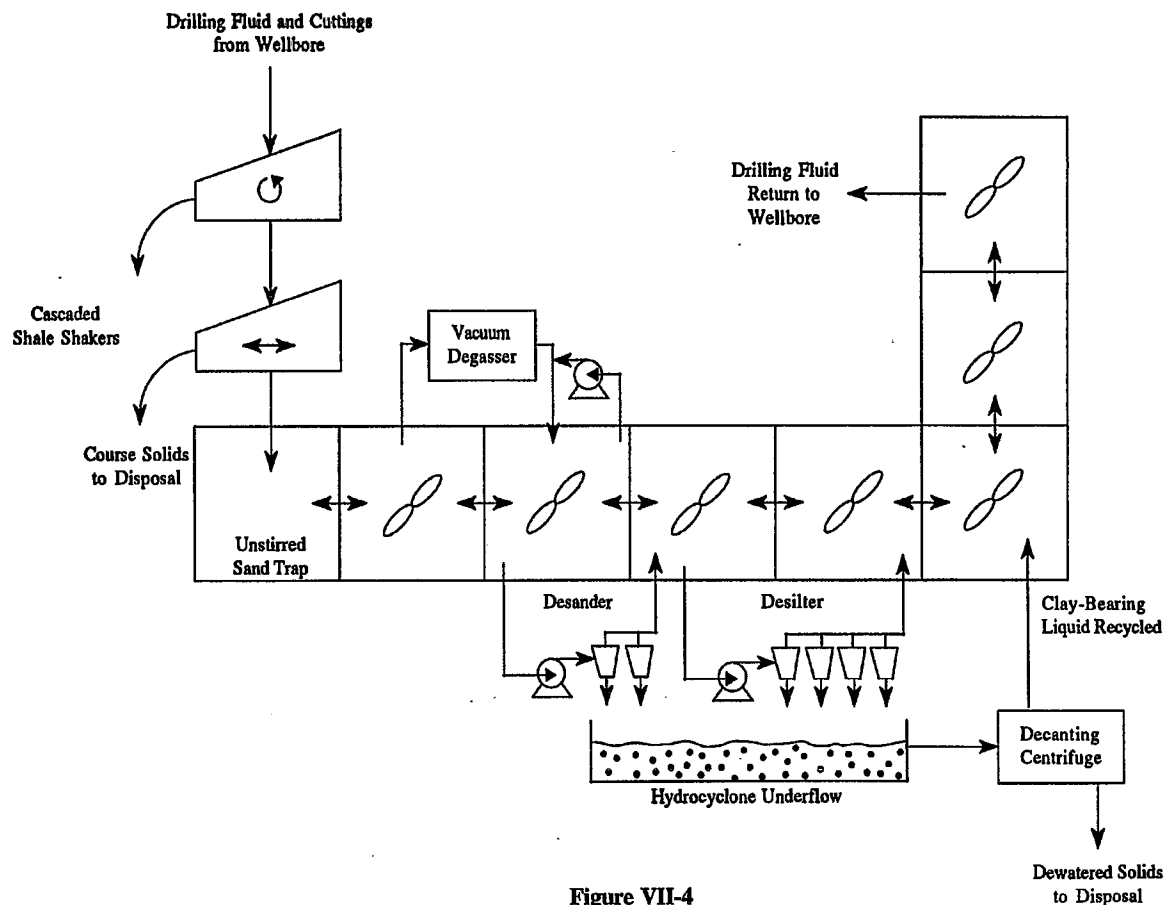 Drilling Fluid and Cuttings
from Wellbore
Drilling Fluid
Return to
Wellbore
Cascaded
Shale Shakers
Vacuum
Degasser
Course Solids
to Disposal
Unstirred
Sand Trap
Desander
Desilter
Clay-Bearing
Liquid Recycled
Decanting
Centrifuge
Hydrocyclone Underflow
Dewatered Solids
to Disposal
Figure VII-4